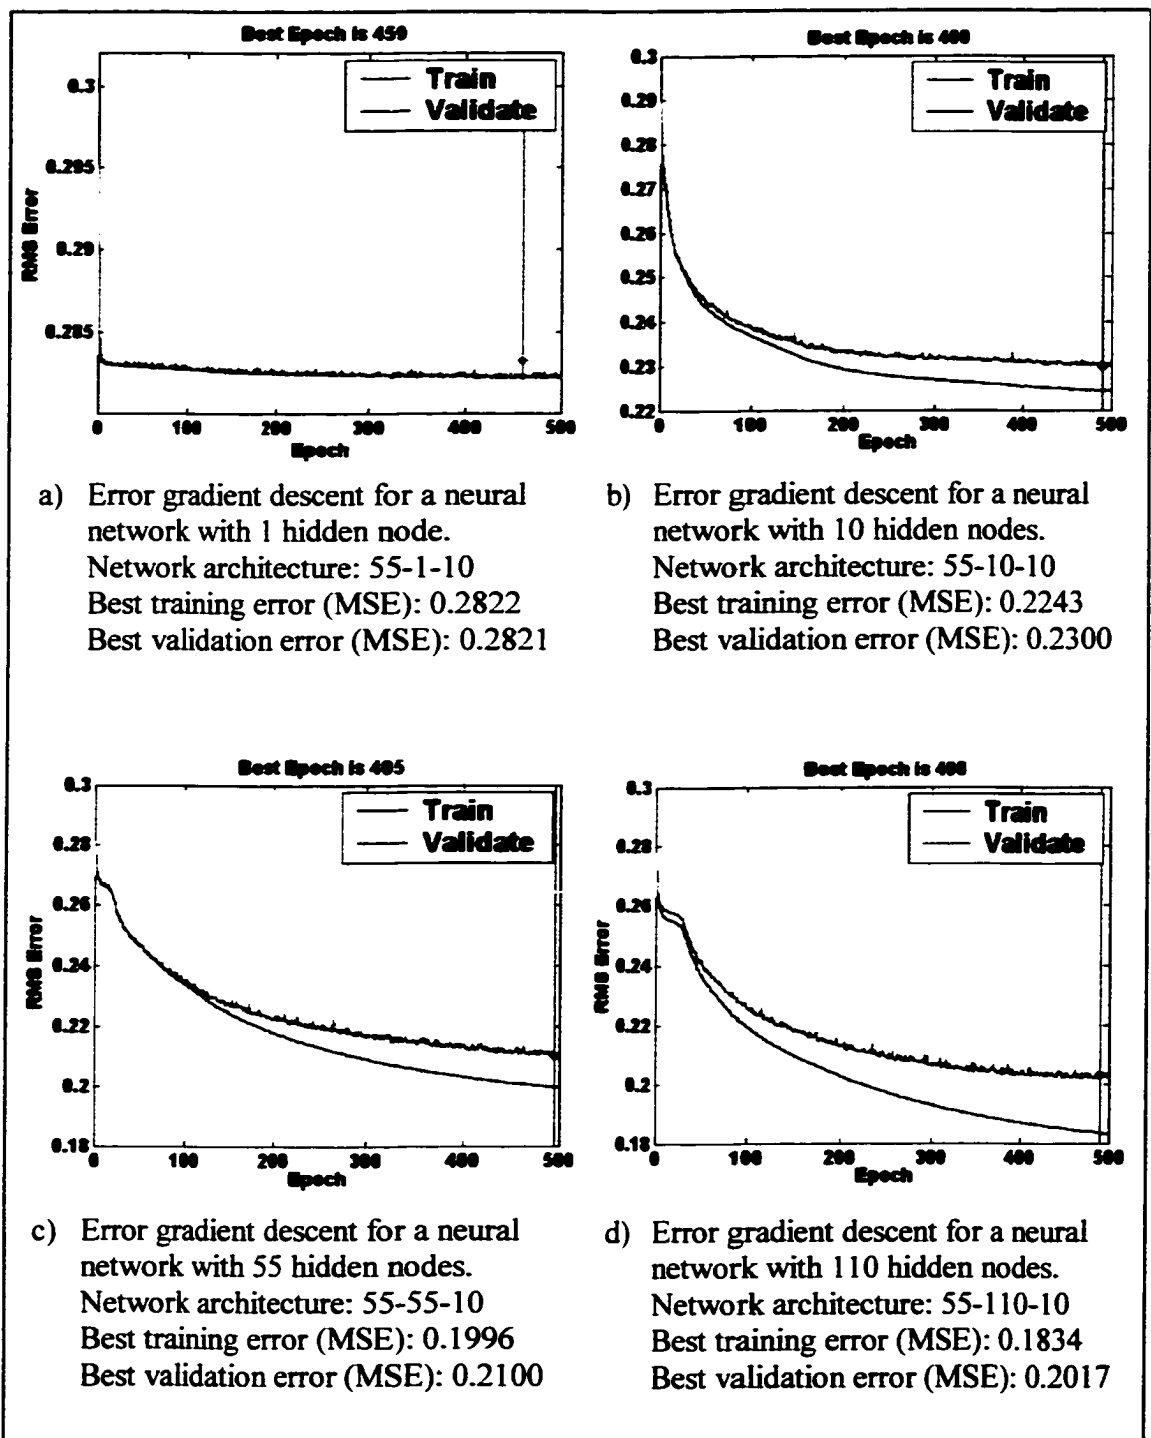 Best Epoch is 459
Train
Validate
0.3
0.295
0.29
0.285
RMS Error
0 100 200 300 400 500
Epoch
a) Error gradient descent for a neural
network with 1 hidden node.
Network architecture: 55-1-10
Best training error (MSE): 0.2822
Best validation error (MSE): 0.2821
Best Epoch is
Train
Validate
0.3
0.29
0.28
0.27
0.26
0.25
0.24
0.23
0.22
0 100 200 300 400 500
Epoch
b) Error gradient descent for a neural
network with 10 hidden nodes.
Network architecture: 55-10-10
Best training error (MSE): 0.2243
Best validation error (MSE): 0.2300
Best Epoch is
Train
Validate
0.3
0.28
0.26
0.24
0.22
0.2
0.18
RMS Error
0 100 200 300 400 500
Epoch
c) Error gradient descent for a neural
network with 55 hidden nodes.
Network architecture: 55-55-10
Best training error (MSE): 0.1996
Best validation error (MSE): 0.2100
Best Epoch is
Train
Validate
0.3
0.28
0.26
0.24
0.22
0.2
0.18
RMS Error
0 100 200 300 400 500
Epoch
d) Error gradient descent for a neural
network with 110 hidden nodes.
Network architecture: 55-110-10
Best training error (MSE): 0.1834
Best validation error (MSE): 0.2017